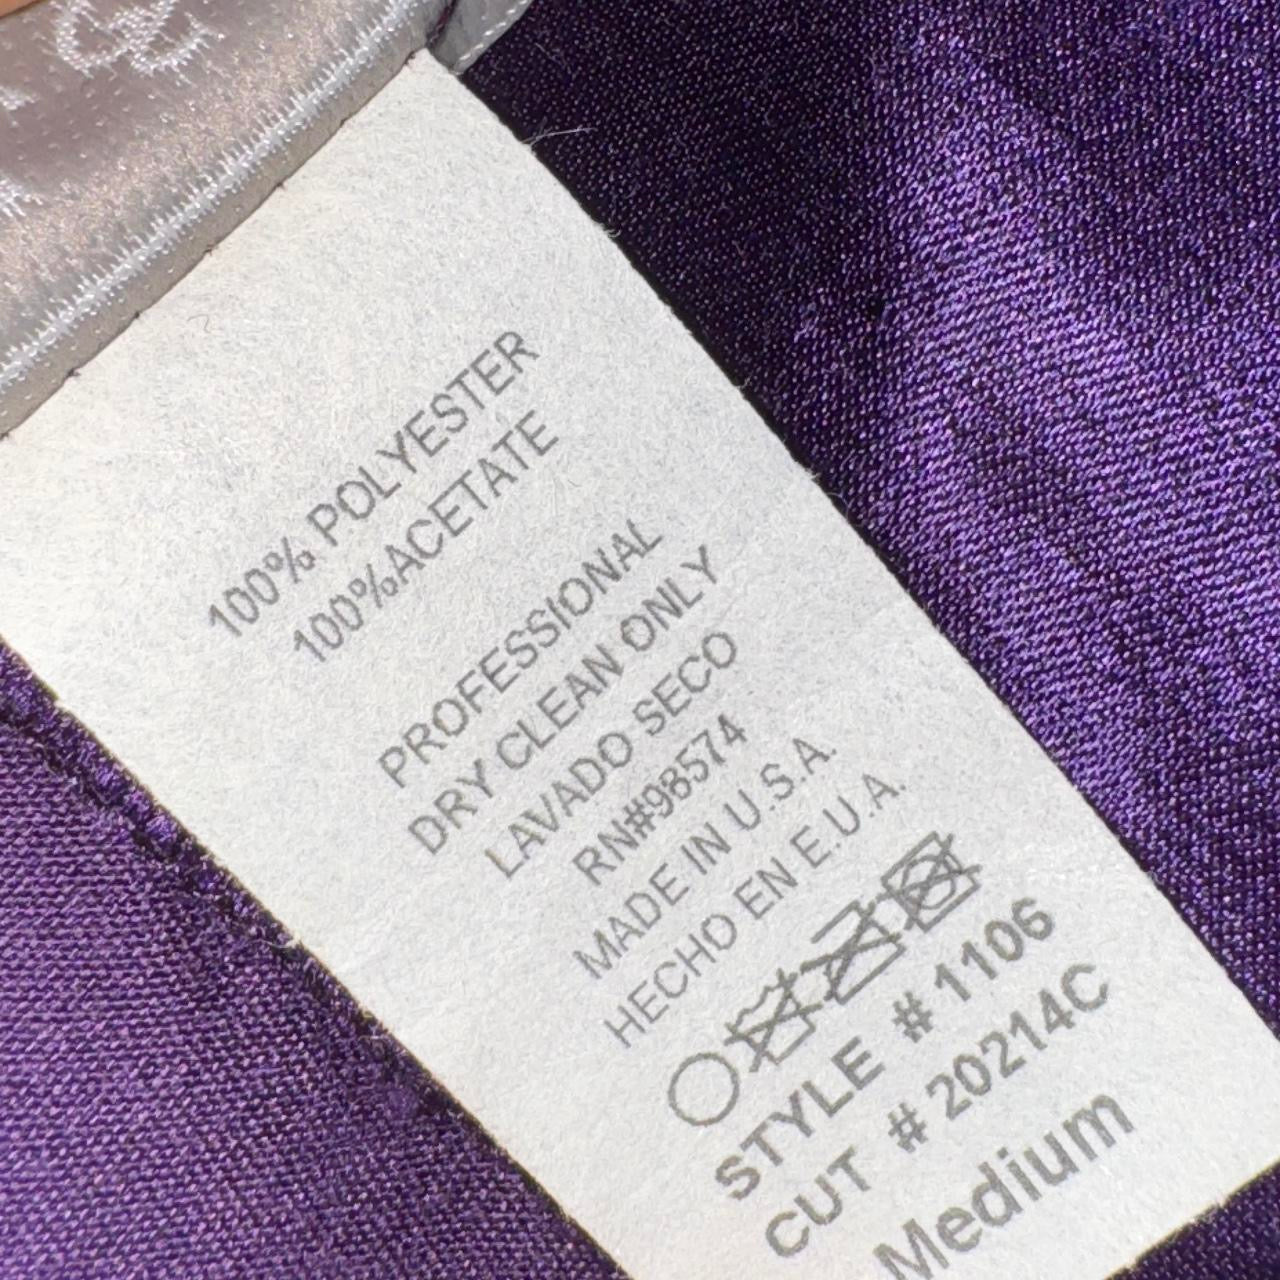 100% POLYESTER
100%ACETATE
PROFESSIONAL
DRY CLEAN ONLY
LAVADO SECO
RN#98574
MADE IN U.S.A.
HECHO EN E.U.A.
STYLE # 1106
CUT # 20214C
Medium